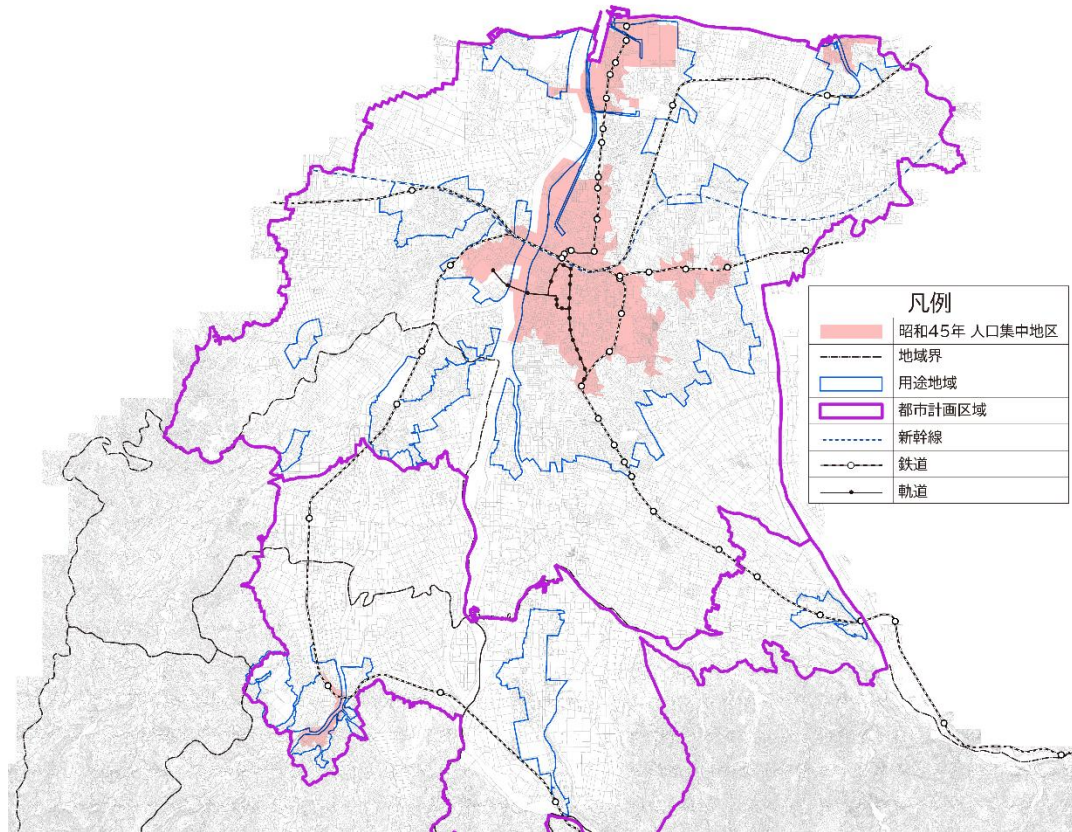 凡例
昭和45年 人口集中地区
地域界
用途地域
都市計画区域
新幹線
鉄道
軌道